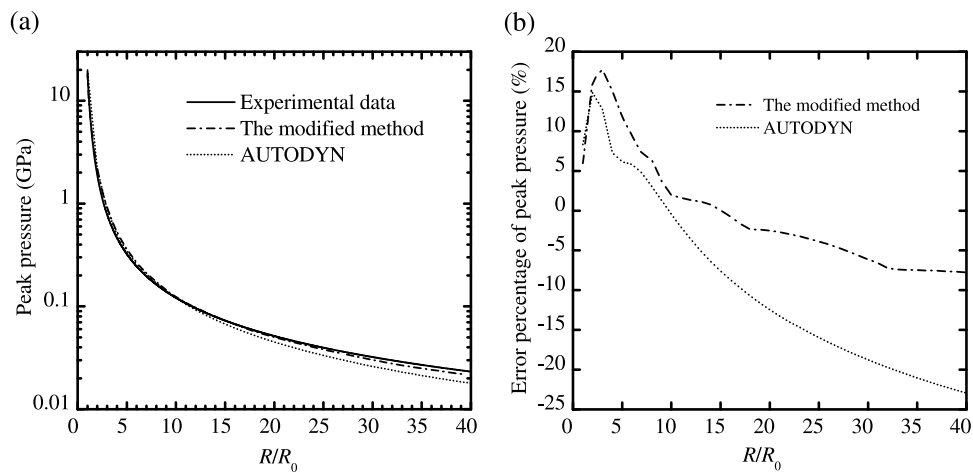 (a)
Peak pressure (GPa)
10
1
0.1
0.01
Experimental data
The modified method
AUTODYN
0 5 10 15 20 25 30 35 40
R/R0
(b)
Error percentage of peak pressure (%)
20
15
10
5
0
-5
-10
-15
-20
-25
The modified method
AUTODYN
0 5 10 15 20 25 30 35 40
R/R0